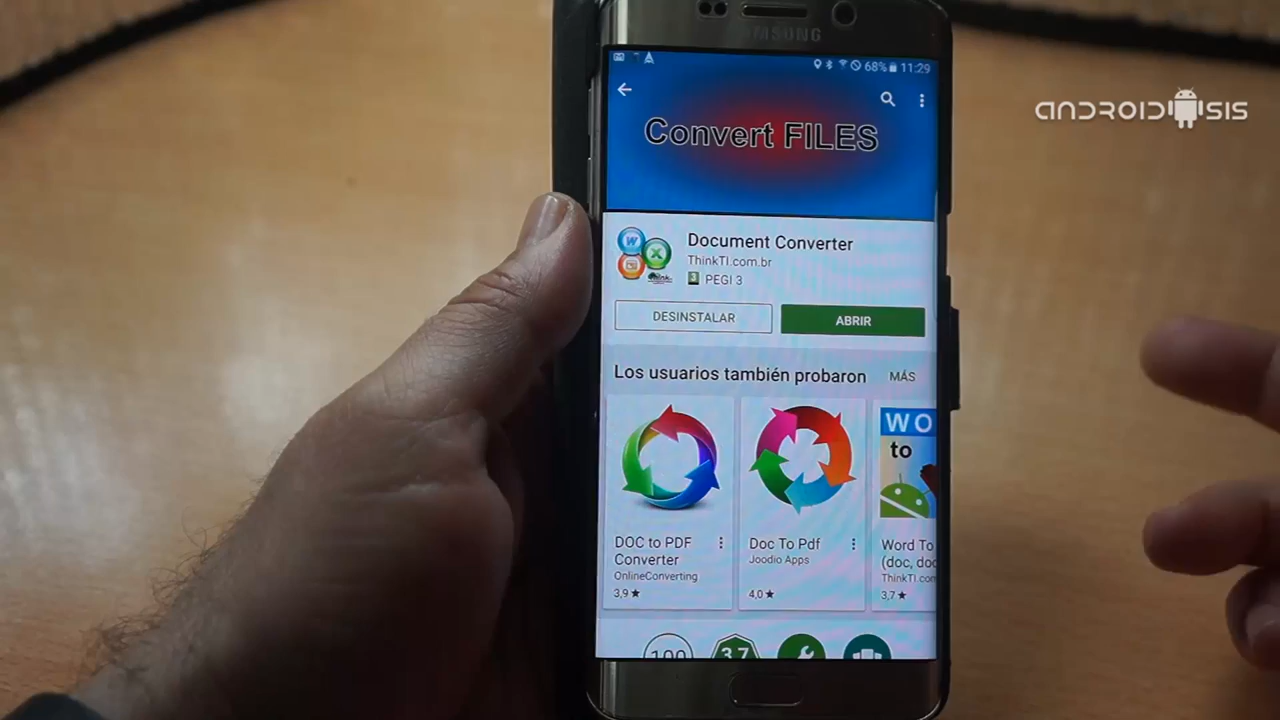 SAMSUNG
68% 11:29
ANDROIDSIS
Convert FILES
Document Converter
ThinkTI.com.br
3 PEGI 3
DESINSTALAR
ABRIR
Los usuarios también probaron
MÁS
W O
to
DOC to PDF
Converter
OnlineConverting
3,9★
Doc To Pdf
Joodio Apps
4,0★
Word To
(doc, doc
ThinkTI.com
3,7★
100
3,7